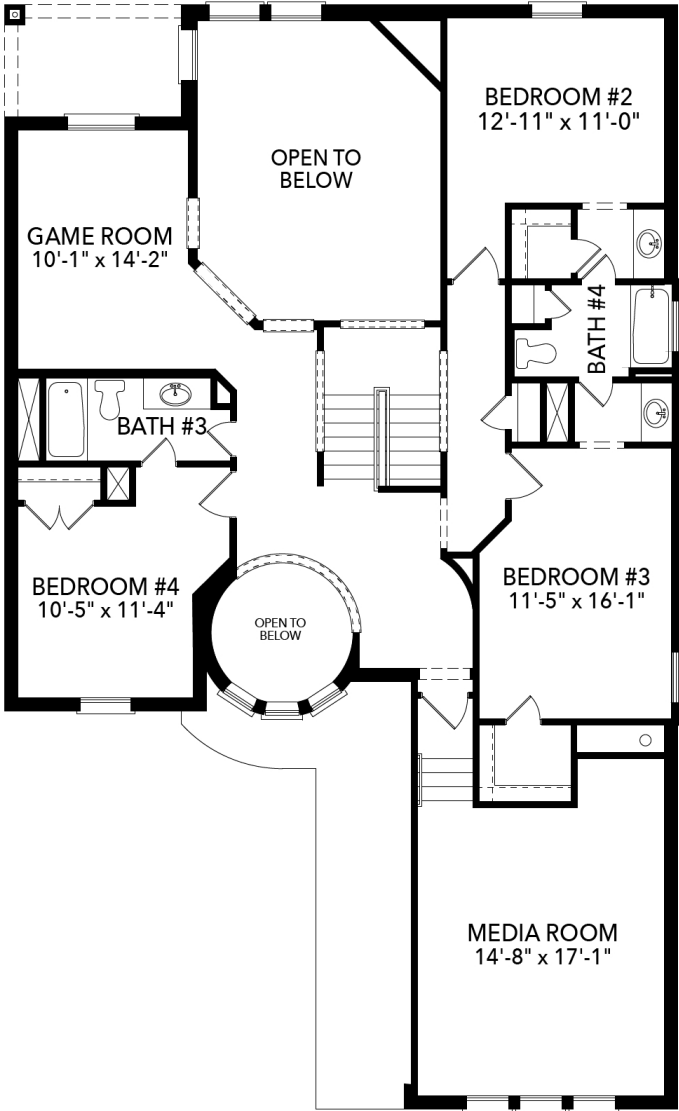 BEDROOM #2
12'-11" x 11'-0"
OPEN TO
BELOW
GAME ROOM
10'-1" x 14'-2"
BATH #4
BATH #3
BEDROOM #4
10'-5" x 11'-4"
BEDROOM #3
11'-5" x 16'-1"
OPEN TO
BELOW
MEDIA ROOM
14'-8" x 17'-1"